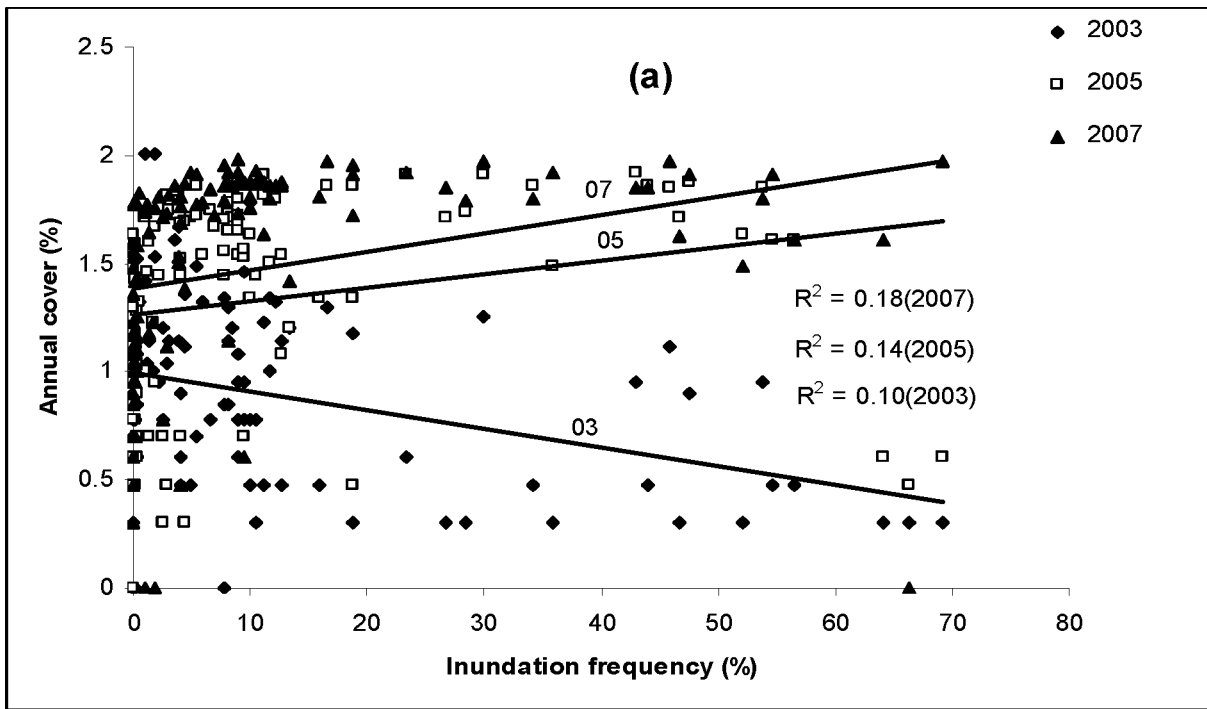 2003
2005
2007
(a)
2.5
2
1.5
1
0.5
0
Annual cover (%)
07
05
03
R² = 0.18(2007)
R² = 0.14(2005)
R² = 0.10(2003)
0 10 20 30 40 50 60 70 80
Inundation frequency (%)